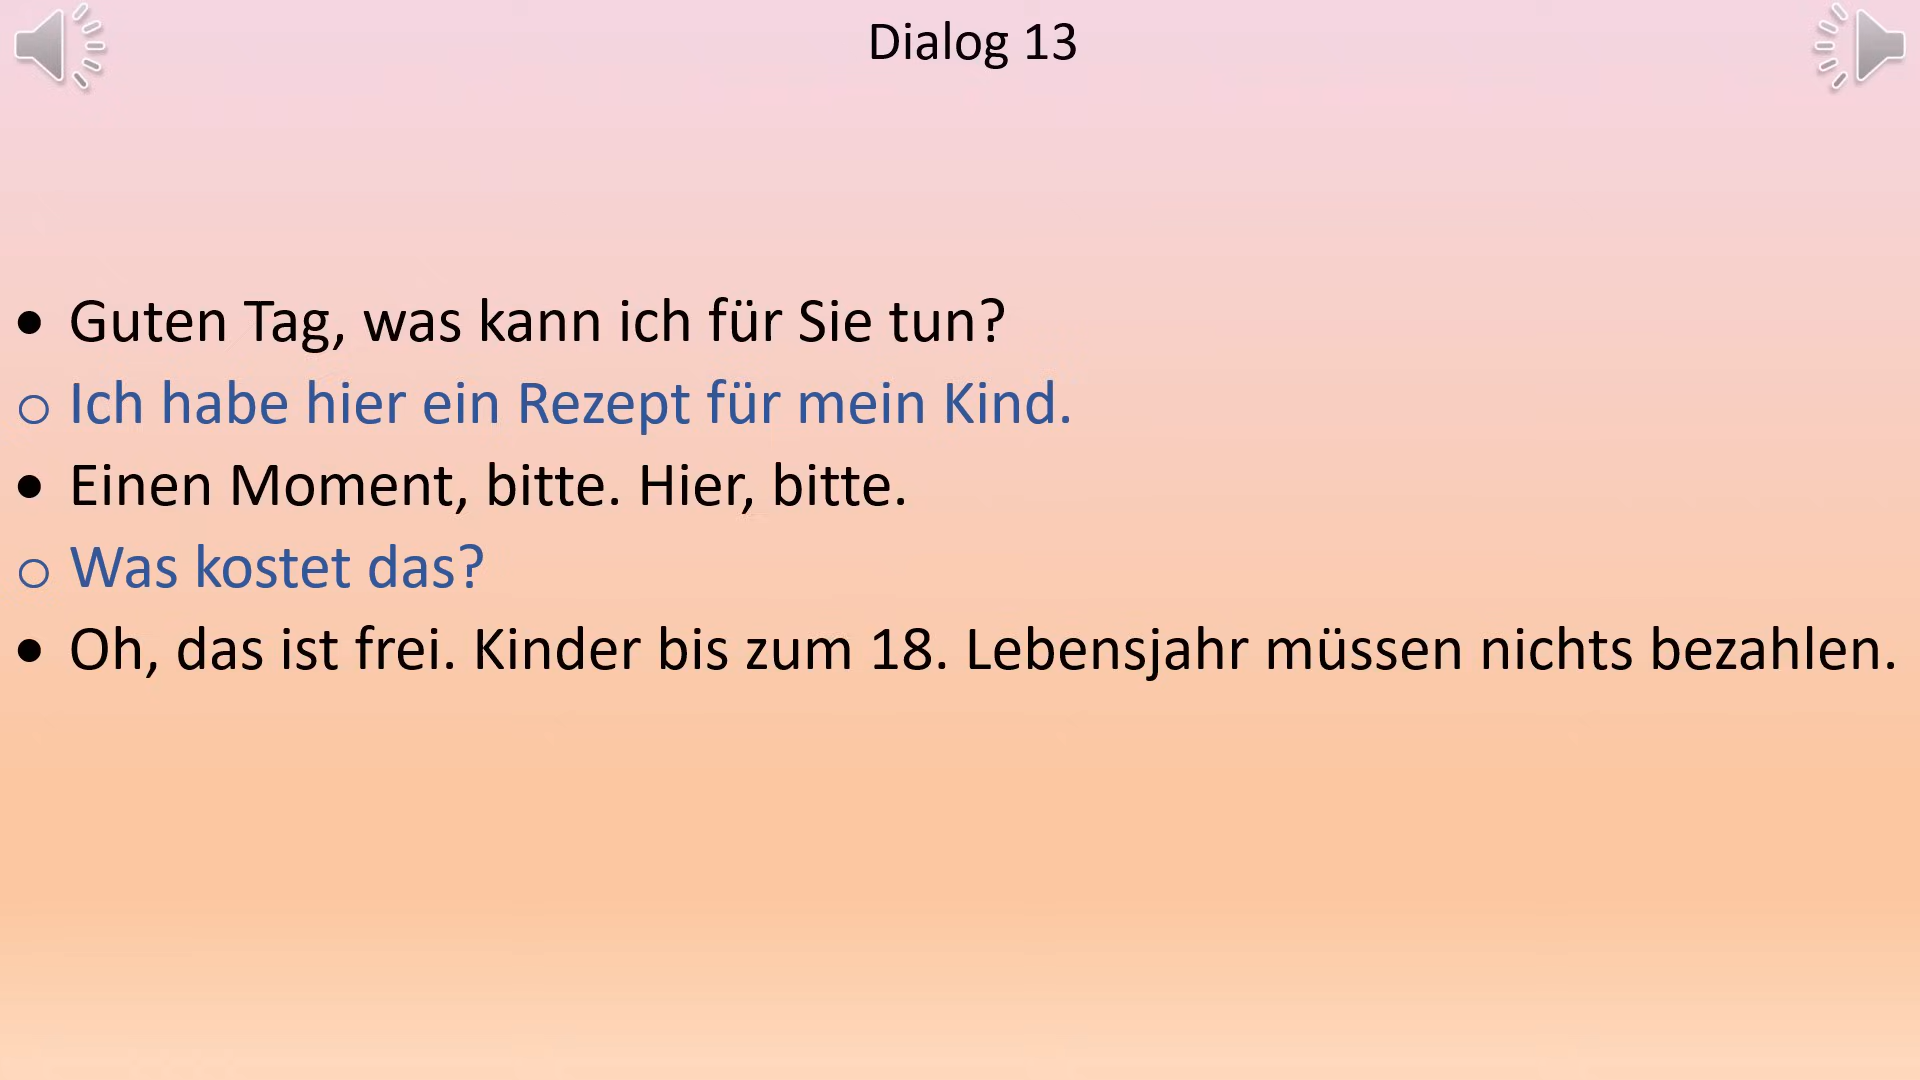 Dialog 13
• Guten Tag, was kann ich für Sie tun?
o Ich habe hier ein Rezept für mein Kind.
• Einen Moment, bitte. Hier, bitte.
o Was kostet das?
• Oh, das ist frei. Kinder bis zum 18. Lebensjahr müssen nichts bezahlen.